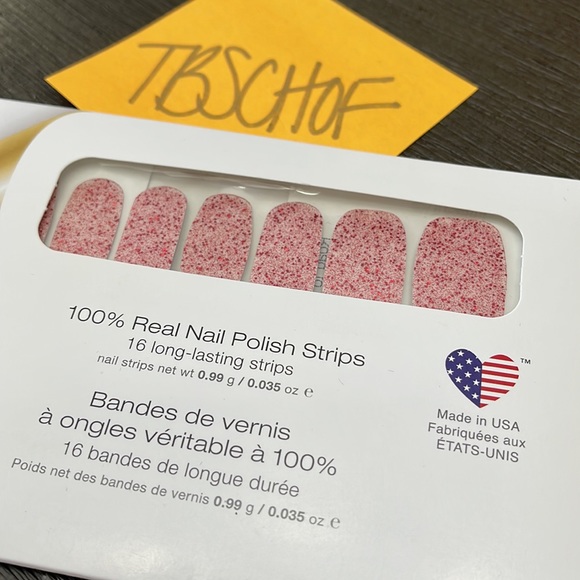 TBSCHOF
100% Real Nail Polish Strips
16 long-lasting strips
nail strips net wt 0.99 g / 0.035 oz ℮
Bandes de vernis
à ongles véritable à 100%
16 bandes de longue durée
Poids net des bandes de vernis 0.99 g / 0.035 oz ℮
™
Made in USA
Fabriquées aux
ÉTATS-UNIS